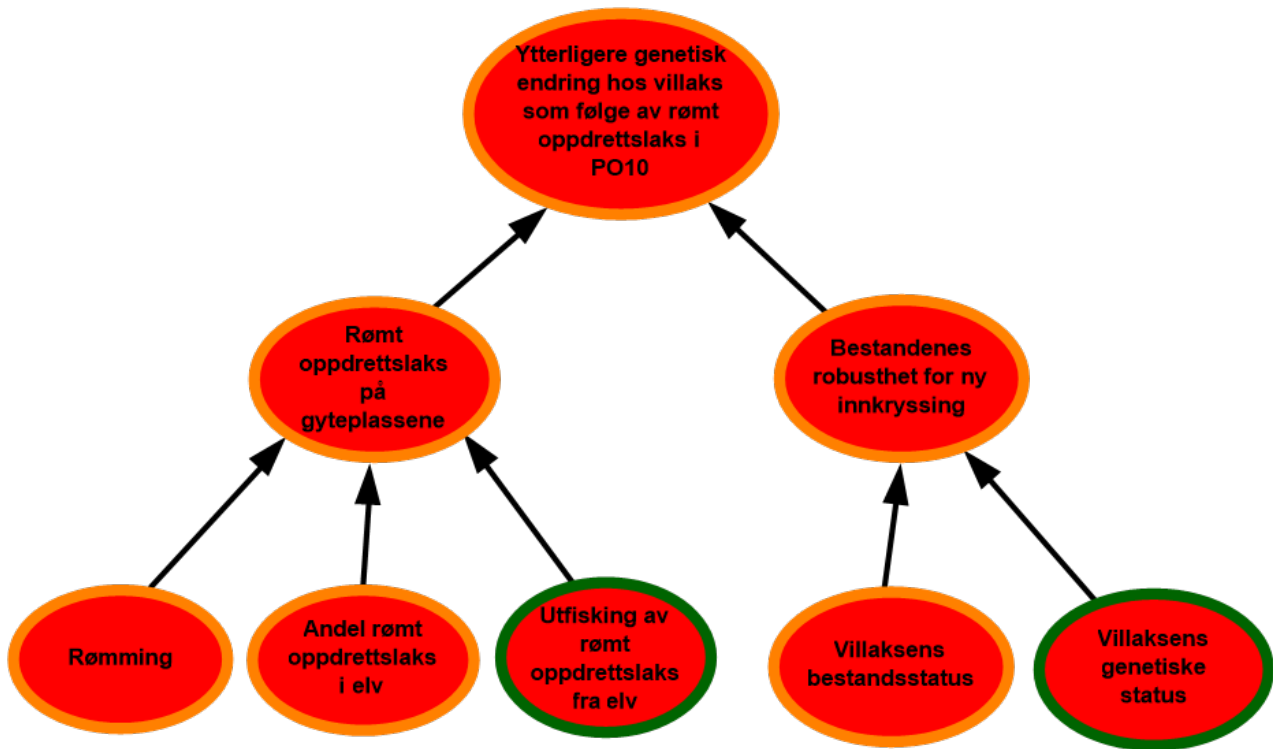 Ytterligere genetisk
endring hos villaks
som følge av rømt
oppdrettslaks i
PO10
Rømt
oppdrettslaks
på
gyteplassene
Bestandenes
robusthet for ny
innkryssing
Rømming
Andel rømt
oppdrettslaks
i elv
Utfisking av
rømt
oppdrettslaks
fra elv
Villaksens
bestandsstatus
Villaksens
genetiske
status